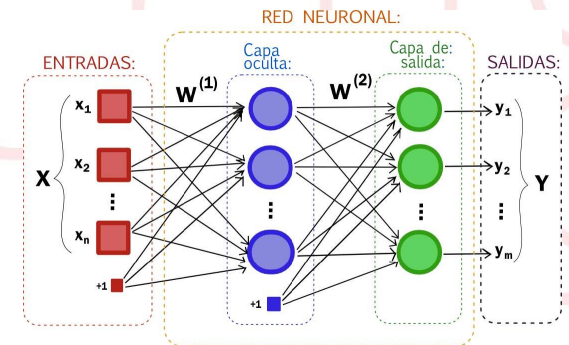 RED NEURONAL:
ENTRADAS:
Capa
oculta:
Capa de:
salida:
SALIDAS:
W(1)
W(2)
X
x1
x2
⋮
xn
+1
⋮
+1
⋮
y1
y2
⋮
ym
Y